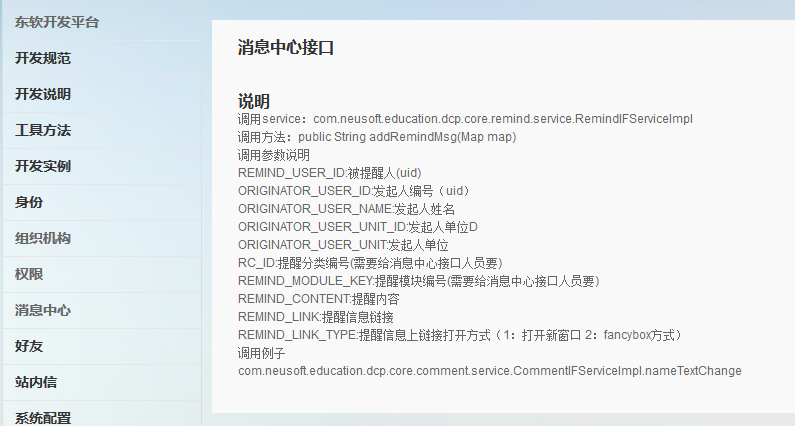 东软开发平台
开发规范
开发说明
工具方法
开发实例
身份
组织机构
权限
消息中心
好友
站内信
系统配置
消息中心接口
说明
调用service：com.neusoft.education.dcp.core.remind.service.RemindIFServiceImpl
调用方法：public String addRemindMsg(Map map)
调用参数说明
REMIND_USER_ID:被提醒人(uid)
ORIGINATOR_USER_ID:发起人编号（uid）
ORIGINATOR_USER_NAME:发起人姓名
ORIGINATOR_USER_UNIT_ID:发起人单位D
ORIGINATOR_USER_UNIT:发起人单位
RC_ID:提醒分类编号(需要给消息中心接口人员要)
REMIND_MODULE_KEY:提醒模块编号(需要给消息中心接口人员要)
REMIND_CONTENT:提醒内容
REMIND_LINK:提醒信息链接
REMIND_LINK_TYPE:提醒信息上链接打开方式（1：打开新窗口 2：fancybox方式）
调用例子
com.neusoft.education.dcp.core.comment.service.CommentIFServiceImpl.nameTextChange